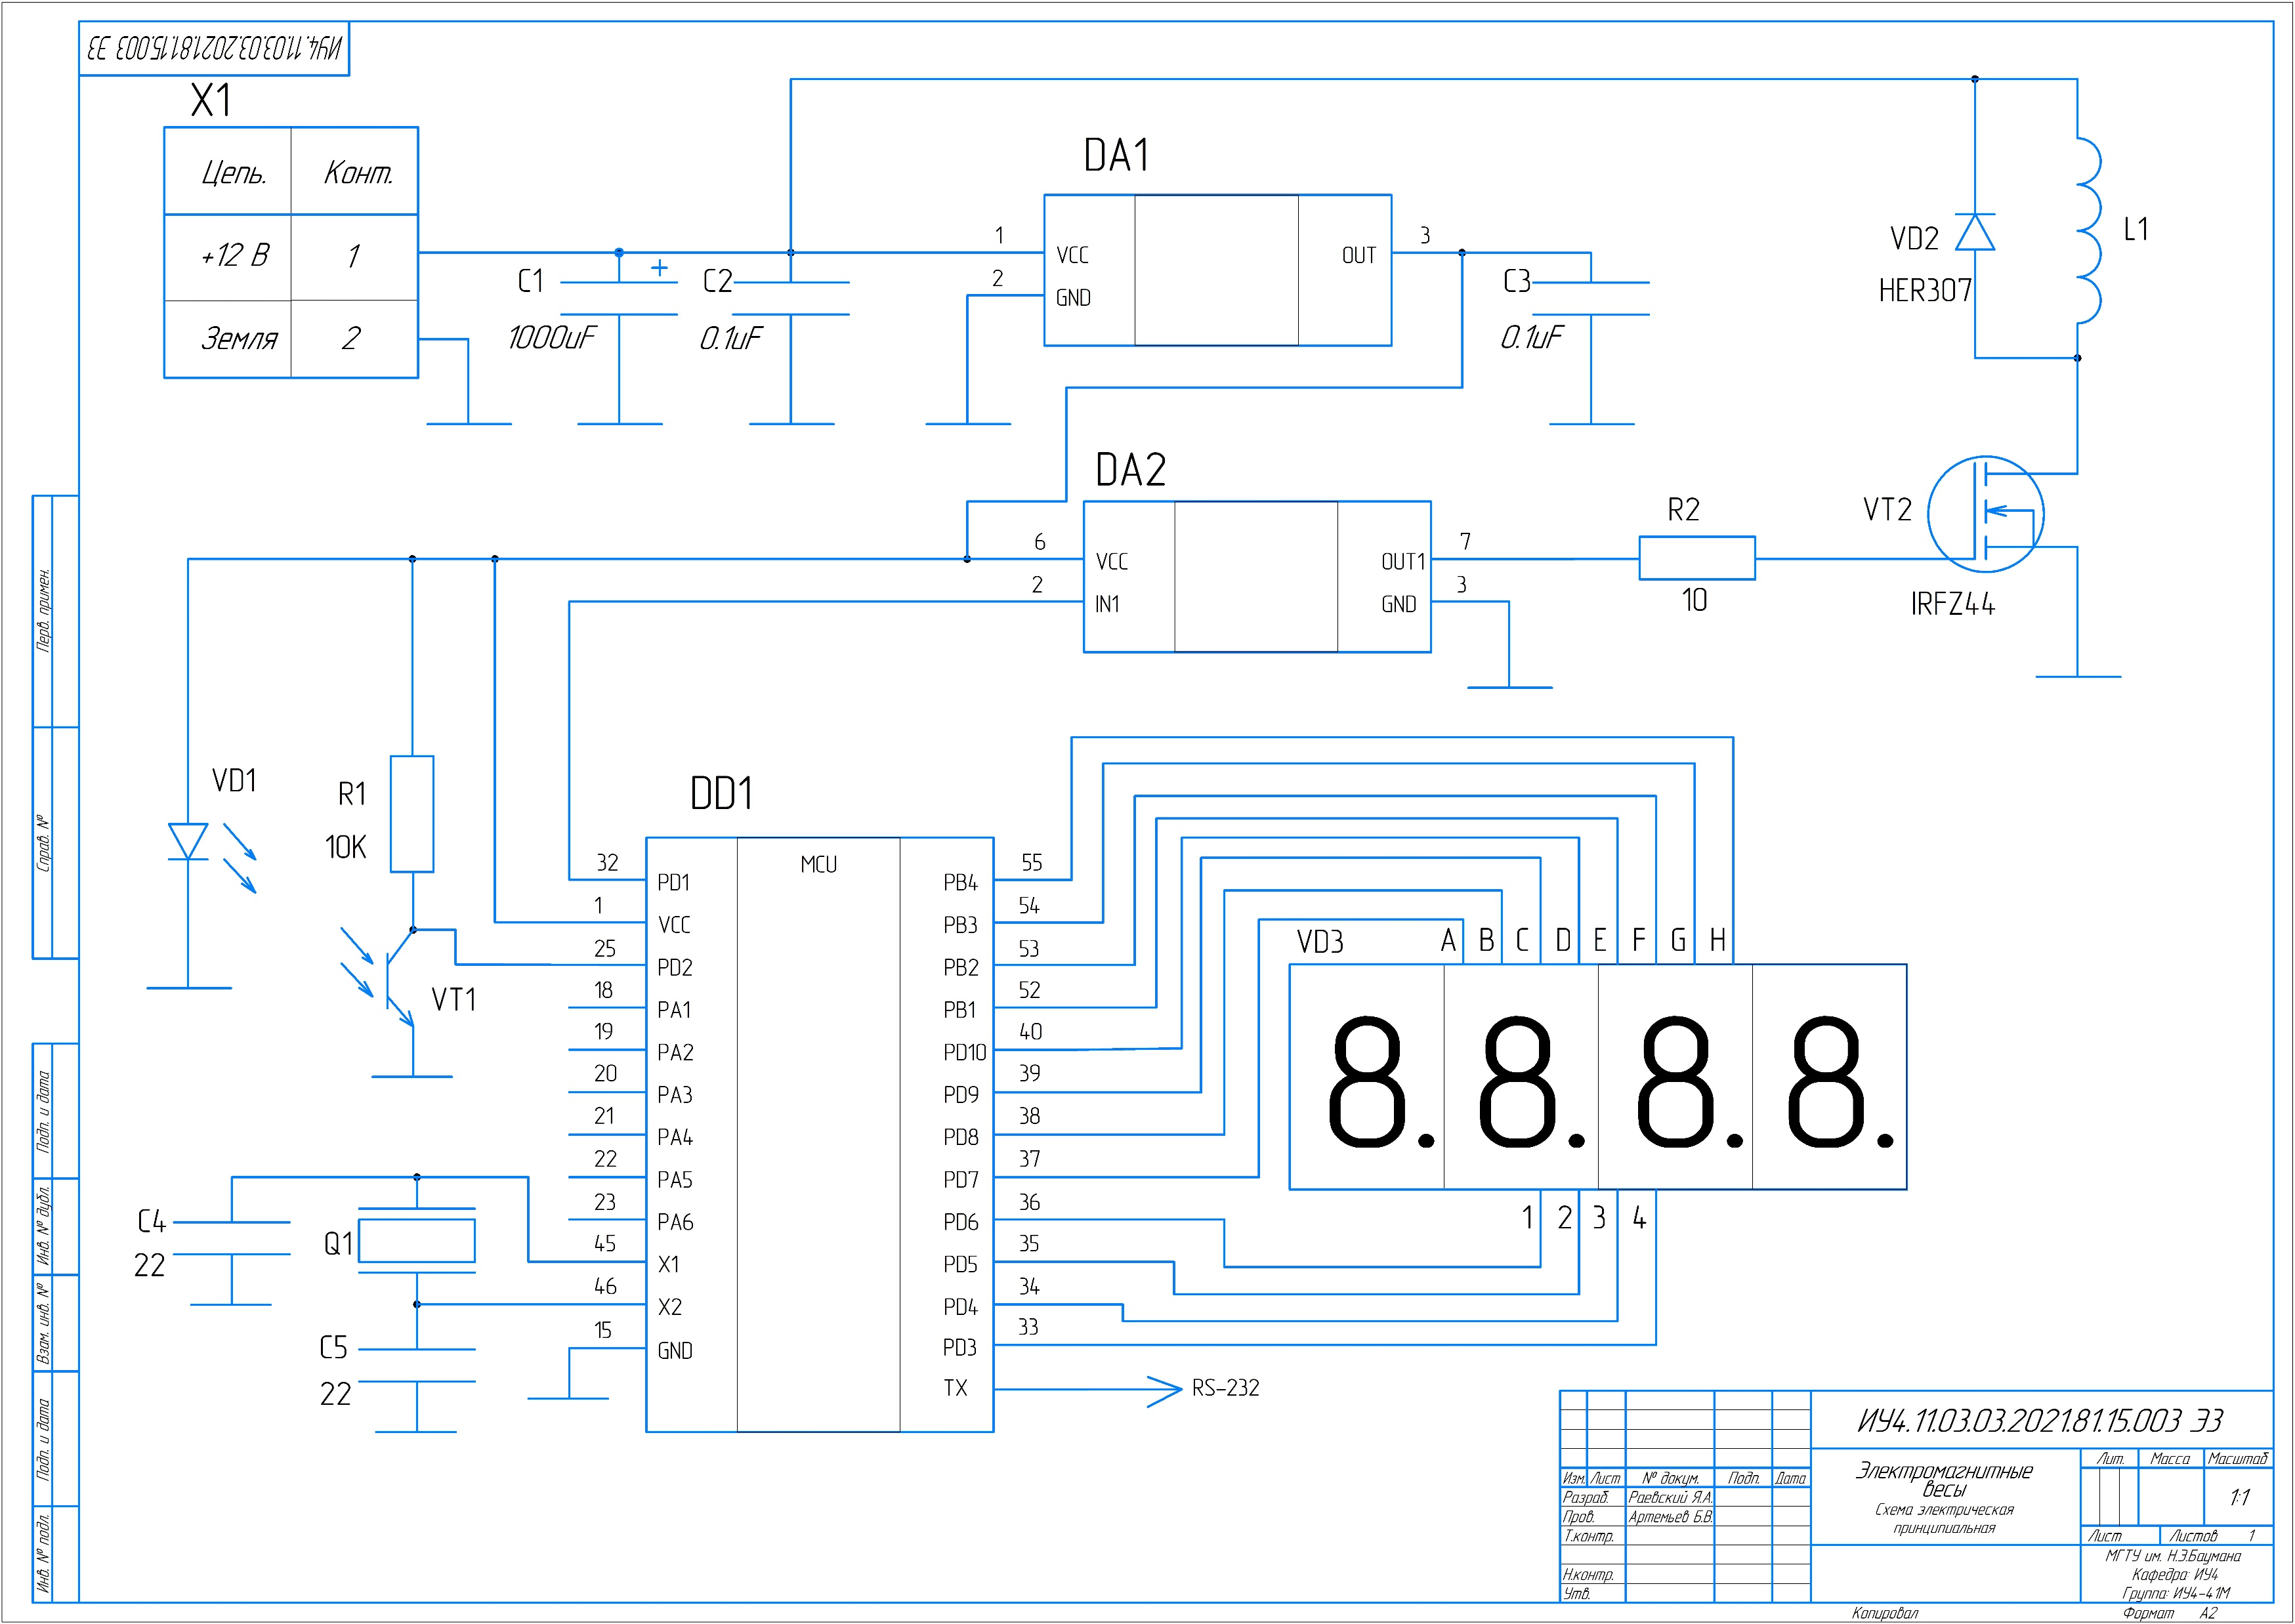 ИУ4.11.03.03.2021.81.15.003 ЭЗ
X1
Цепь. Конт.
+12 В 1
Земля 2
C1
+
1000uF
C2
0.1uF
DA1
1 VCC
2 GND
OUT 3
C3
0.1uF
VD2
HER307
L1
DA2
6 VCC
2 IN1
OUT1 7
GND 3
R2
10
VT2
IRFZ44
VD1
R1
10K
VT1
DD1
MCU
32 PD1
1 VCC
25 PD2
18 PA1
19 PA2
20 PA3
21 PA4
22 PA5
23 PA6
45 X1
46 X2
15 GND
PB4 55
PB3 54
PB2 53
PB1 52
PD10 40
PD9 39
PD8 38
PD7 37
PD6 36
PD5 35
PD4 34
PD3 33
TX RS-232
VD3 A B C D E F G H
8. 8. 8. 8.
1 2 3 4
C4
22
Q1
C5
22
Перв. примен.
Справ. №
Подп. и дата
Инв. № дубл.
Взам. инв. №
Подп. и дата
Инв. № подл.
ИУ4.11.03.03.2021.81.15.003 ЭЗ
Изм. Лист № докум. Подп. Дата
Разраб. Раевский Я.А.
Пров. Артемьев Б.В.
Т.контр.
Н.контр.
Утв.
Электромагнитные
весы
Схема электрическая
принципиальная
Лит. Масса Масштаб
1:1
Лист Листов 1
МГТУ им. Н.Э.Баумана
Кафедра: ИУ4
Группа: ИУ4-41М
Копировал Формат А2